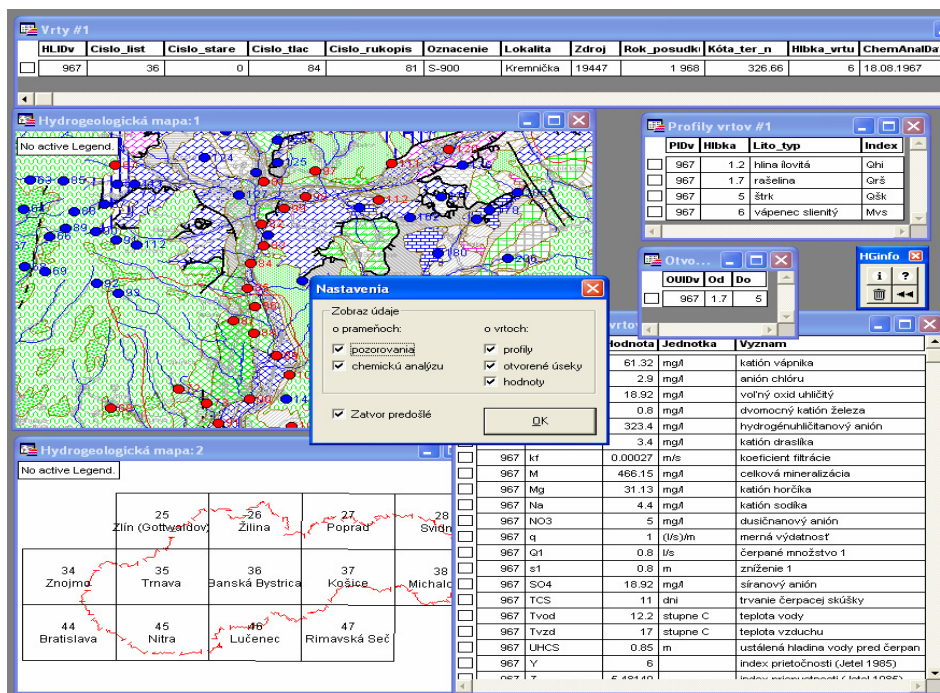 Vrty #1
HLIDv Cislo_list Cislo_stare Cislo_tlac Cislo_rukopis Oznacenie Lokalita Zdroj Rok_posudk Kóta_ter_n Hlbka_vrtu ChemAnalDa
967 36 0 84 81 S-900 Kremnička 19447 1 968 326.66 6 18.08.1967
Hydrogeologická mapa:1
No active Legend.
Profily vrtov #1
PIDv Hlbka Lito_typ Index
967 1.2 hlina ílovitá Qhi
967 1.7 rašelina Qrš
967 5 štrk Qšk
967 6 vápenec slienitý Mvs
Otvo...
OUIDv Od Do
967 1.7 5
HGinfo
i ?
Nastavenia
Zobraz údaje
o prameňoch: o vrtoch:
pozorovania profily
chemickú analýzu otvorené úseky
hodnoty
Zatvor predošlé OK
Hodnota Jednotka Vyznam
61.32 mg/l katión vápnika
2.9 mg/l anión chlóru
18.92 mg/l voľný oxid uhličitý
0.8 mg/l dvomocný katión železa
323.4 mg/l hydrogénuhličitanový anión
3.4 mg/l katión draslíka
967 kf 0.00027 m/s koeficient filtrácie
967 M 466.15 mg/l celková mineralizácia
967 Mg 31.13 mg/l katión horčíka
967 Na 4.4 mg/l katión sodíka
967 NO3 5 mg/l dusičnanový anión
967 q 1 (l/s)/m merná výdatnosť
967 Q1 0.8 l/s čerpané množstvo 1
967 s1 0.8 m zníženie 1
967 SO4 18.92 mg/l síranový anión
967 TCS 11 dni trvanie čerpacej skúšky
967 Tvod 12.2 stupne C teplota vody
967 Tvzd 17 stupne C teplota vzduchu
967 UHCS 0.85 m ustálená hladina vody pred čerpan
967 Y 6 index prietočnosti (Jetel 1985)
Hydrogeologická mapa:2
No active Legend.
25 26 27 28
Zlín (Gottwaldov) Žilina Poprad Svidn
34 35 36 37 38
Znojmo Trnava Banská Bystrica Košice Michalo
44 45 46 47
Bratislava Nitra Lučenec Rimavská Seč